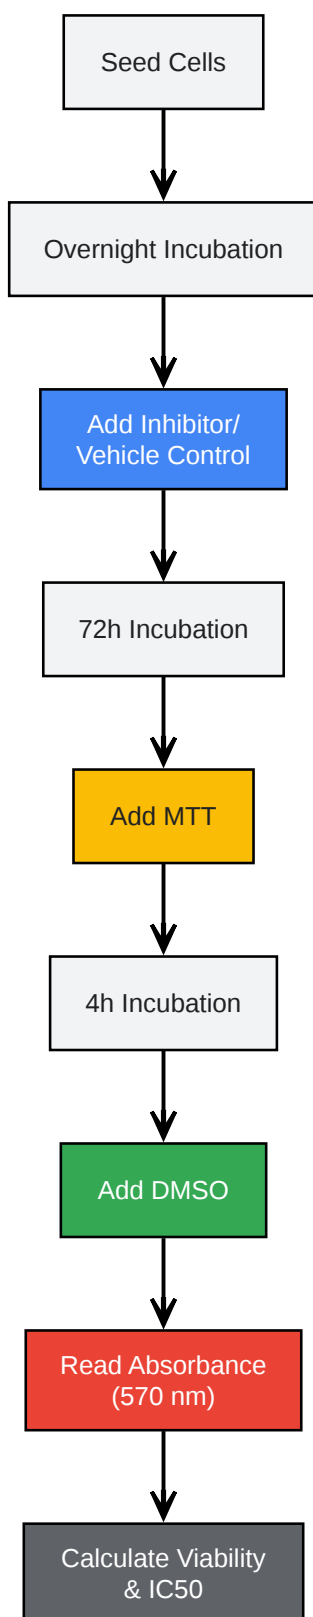 Seed Cells
Overnight Incubation
Add Inhibitor/
Vehicle Control
72h Incubation
Add MTT
4h Incubation
Add DMSO
Read Absorbance
(570 nm)
Calculate Viability
& IC50